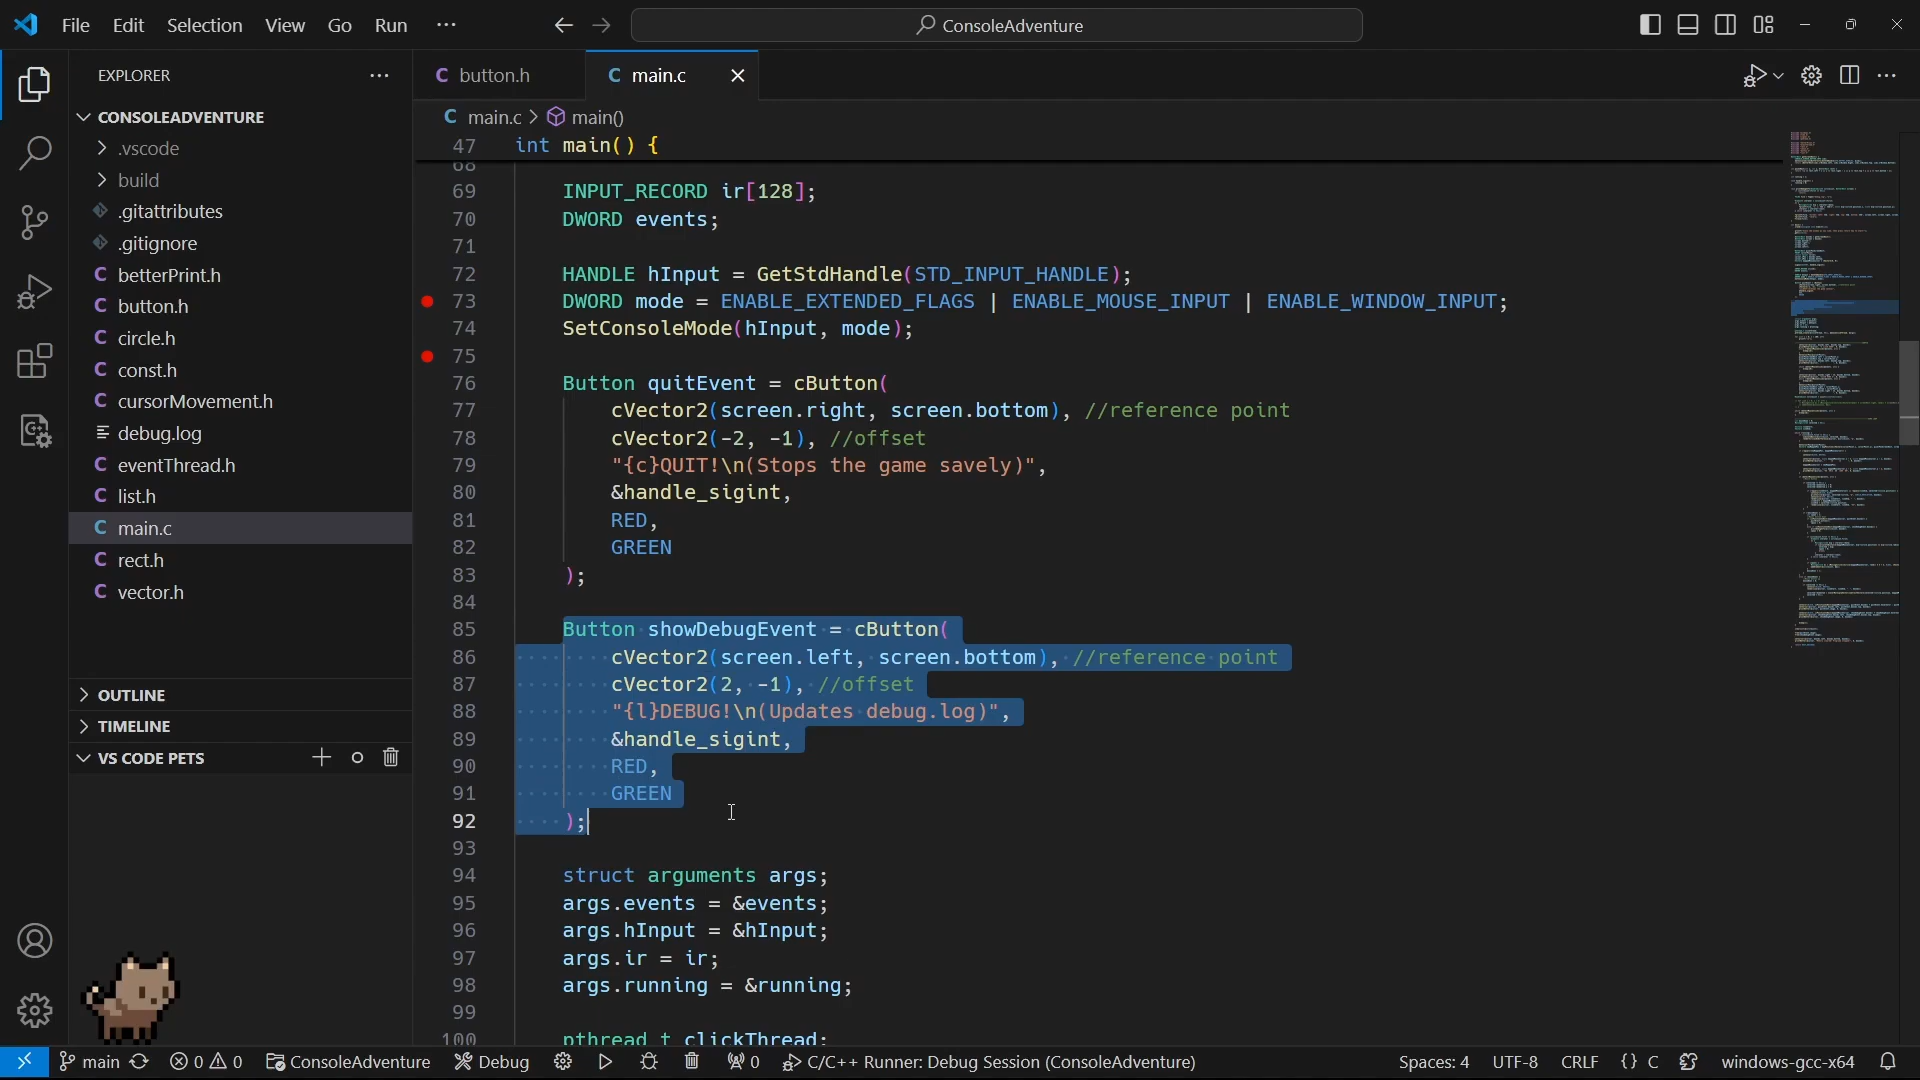 File Edit Selection View Go Run ··· ConsoleAdventure
EXPLORER ···
CONSOLEADVENTURE
.vscode
build
.gitattributes
.gitignore
C betterPrint.h
C button.h
C circle.h
C const.h
C cursorMovement.h
debug.log
C eventThread.h
C list.h
C main.c
C rect.h
C vector.h
OUTLINE
TIMELINE
VS CODE PETS
C button.h C main.c
C main.c > main()
47 int main() {
68
69 INPUT_RECORD ir[128];
70 DWORD events;
71
72 HANDLE hInput = GetStdHandle(STD_INPUT_HANDLE);
73 DWORD mode = ENABLE_EXTENDED_FLAGS | ENABLE_MOUSE_INPUT | ENABLE_WINDOW_INPUT;
74 SetConsoleMode(hInput, mode);
75
76 Button quitEvent = cButton(
77 cVector2(screen.right, screen.bottom), //reference point
78 cVector2(-2, -1), //offset
79 "{c}QUIT!\n(Stops the game savely)",
80 &handle_sigint,
81 RED,
82 GREEN
83 );
84
85 Button showDebugEvent = cButton(
86 cVector2(screen.left, screen.bottom), //reference point
87 cVector2(2, -1), //offset
88 "{l}DEBUG!\n(Updates debug.log)",
89 &handle_sigint,
90 RED,
91 GREEN
92 );
93
94 struct arguments args;
95 args.events = &events;
96 args.hInput = &hInput;
97 args.ir = ir;
98 args.running = &running;
99
100 pthread_t clickThread;
main 0 0 ConsoleAdventure Debug 0 C/C++ Runner: Debug Session (ConsoleAdventure) Spaces: 4 UTF-8 CRLF {} C windows-gcc-x64